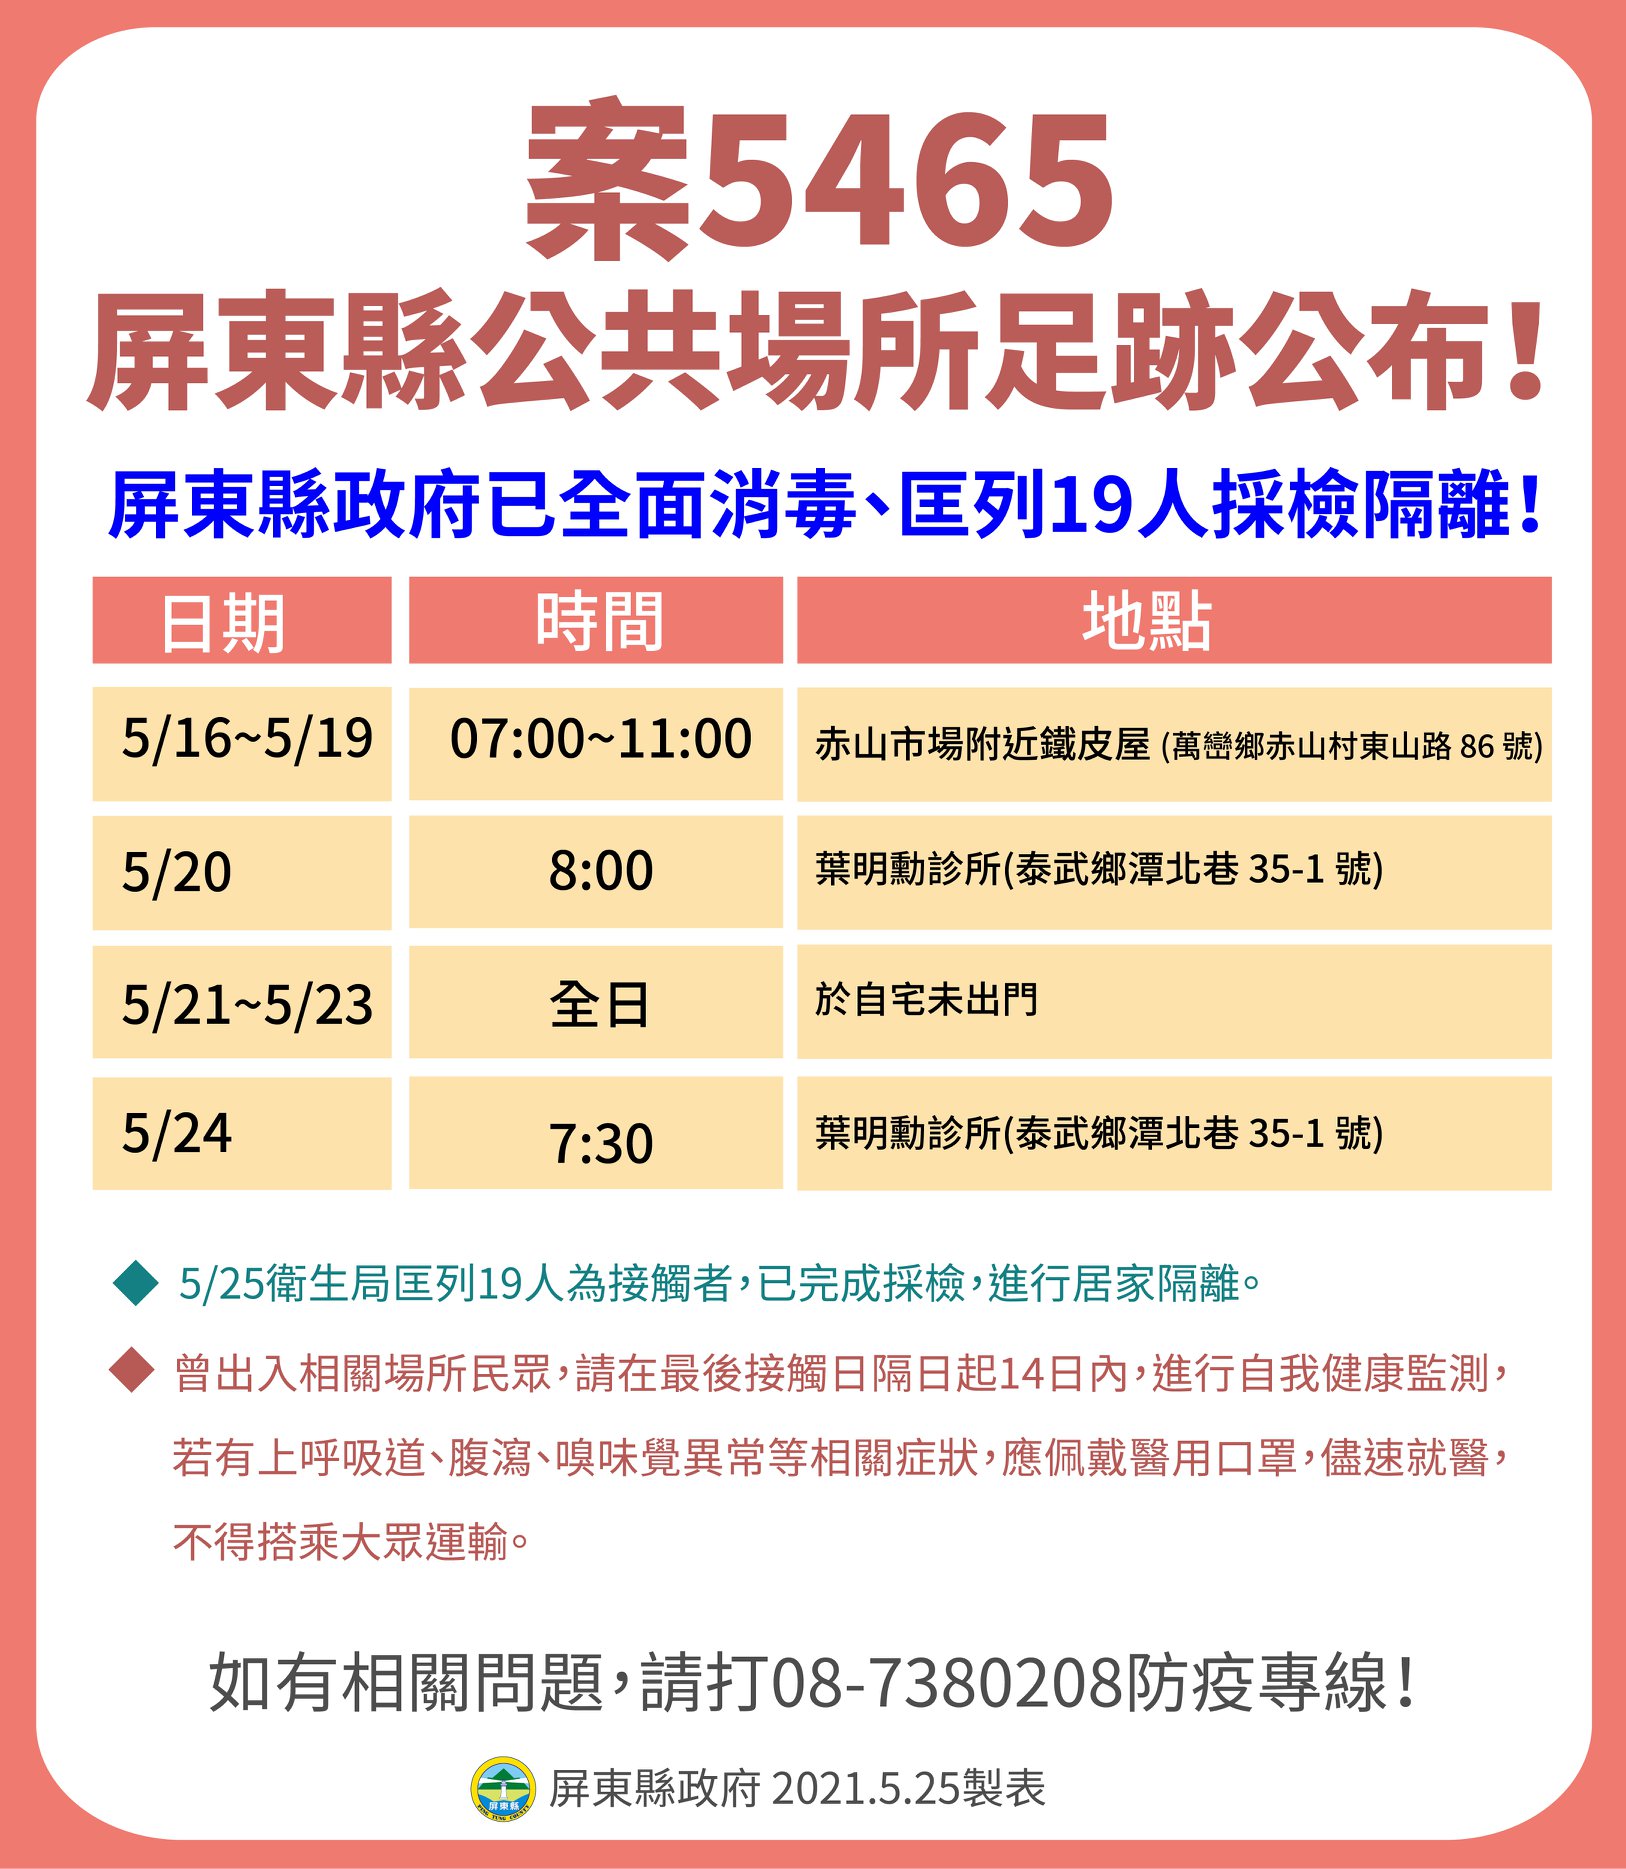 案5465
屏東縣公共場所足跡公布!
屏東縣政府已全面消毒、匡列19人採檢隔離!
日期 時間 地點
5/16~5/19 07:00~11:00 赤山市場附近鐵皮屋 (萬巒鄉赤山村東山路 86 號)
5/20 8:00 葉明勳診所(泰武鄉潭北巷 35-1 號)
5/21~5/23 全日 於自宅未出門
5/24 7:30 葉明勳診所(泰武鄉潭北巷 35-1 號)
5/25衛生局匡列19人為接觸者,已完成採檢,進行居家隔離。
曾出入相關場所民眾,請在最後接觸日隔日起14日內,進行自我健康監測,
若有上呼吸道、腹瀉、嗅味覺異常等相關症狀,應佩戴醫用口罩,儘速就醫,
不得搭乘大眾運輸。
如有相關問題,請打08-7380208防疫專線!
屏東縣
PING TUNG COUNTY
屏東縣政府 2021.5.25製表